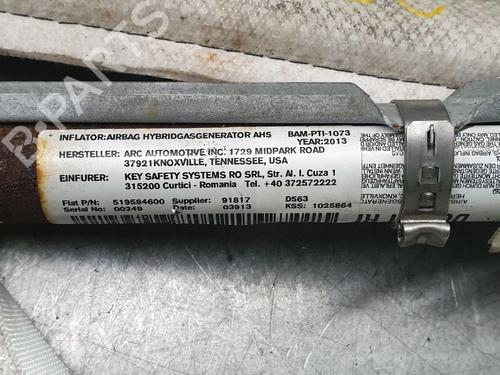 B-PARTS
INFLATOR:AIRBAG HYBRIDGASGENERATOR AHS BAM-PTI-1073
YEAR:2013
HERSTELLER: ARC AUTOMOTIVE INC. 1729 MIDPARK ROAD
37921KNOXVILLE, TENNESSEE, USA
EINFURER: KEY SAFETY SYSTEMS RO SRL, Str. Al. I. Cuza 1
315200 Curtici - Romania Tel. +40 372572222
Fiat P/N: 519584600 Supplier: 91817 D563
Serial No: 00249 Date: 03913 KSS: 1025864